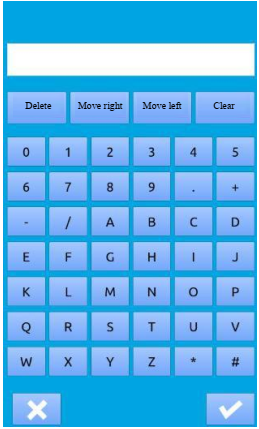 Delete Move right Move left Clear
0 1 2 3 4 5
6 7 8 9 . +
- / A B C D
E F G H I J
K L M N O P
Q R S T U V
W X Y Z * #